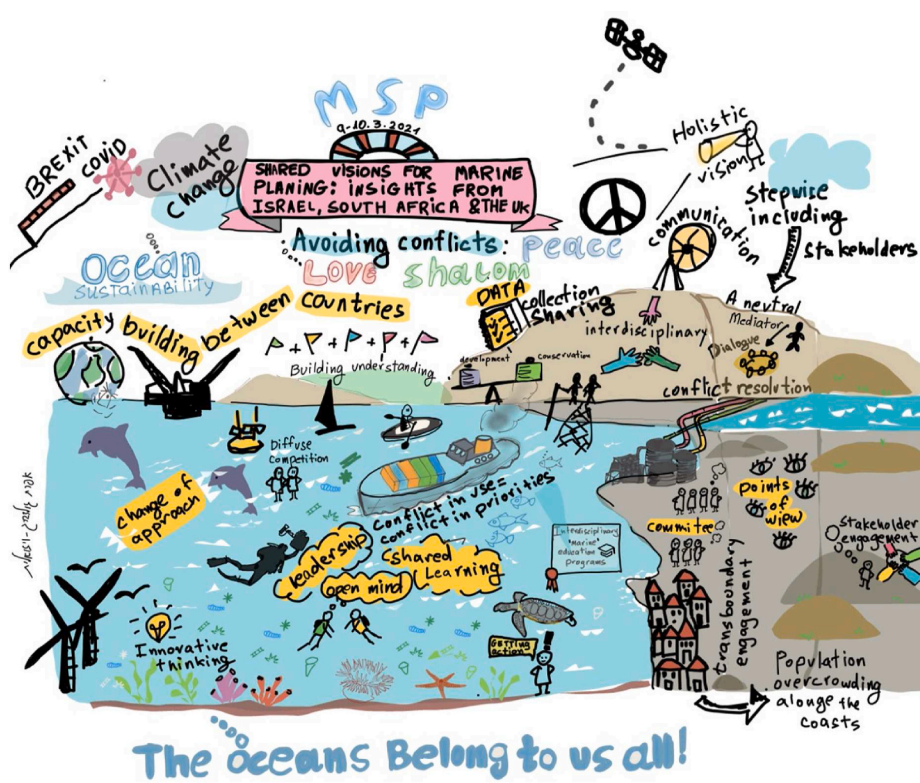 MSP
9-10.3.2021
SHARED VISIONS FOR MARINE
PLANING: INSIGHTS FROM
ISRAEL, SOUTH AFRICA & THE UK
BREXIT
COVID
Climate
change
Holistic
vision
Stepwise
including
stakeholders
communication
Avoiding conflicts: peace
LOVE shalom
Ocean
SUSTAINABILITY
capacity building between countries
Building understanding
DATA
collection
sharing
interdisciplinary
development
conservation
A neutral
Mediator
Dialogue
conflict resolution
Diffuse
competition
change of
approach
conflict in use=
conflict in priorities
leadership
shared
learning
open mind
Interdisciplinary
'marine'
education
programs
committee
points
of
wiew
stakeholder
engagement
transboundary
engagement
Innovative
thinking
GETTING
Population
overcrowding
alonge the
coasts
The oceans Belong to us all!